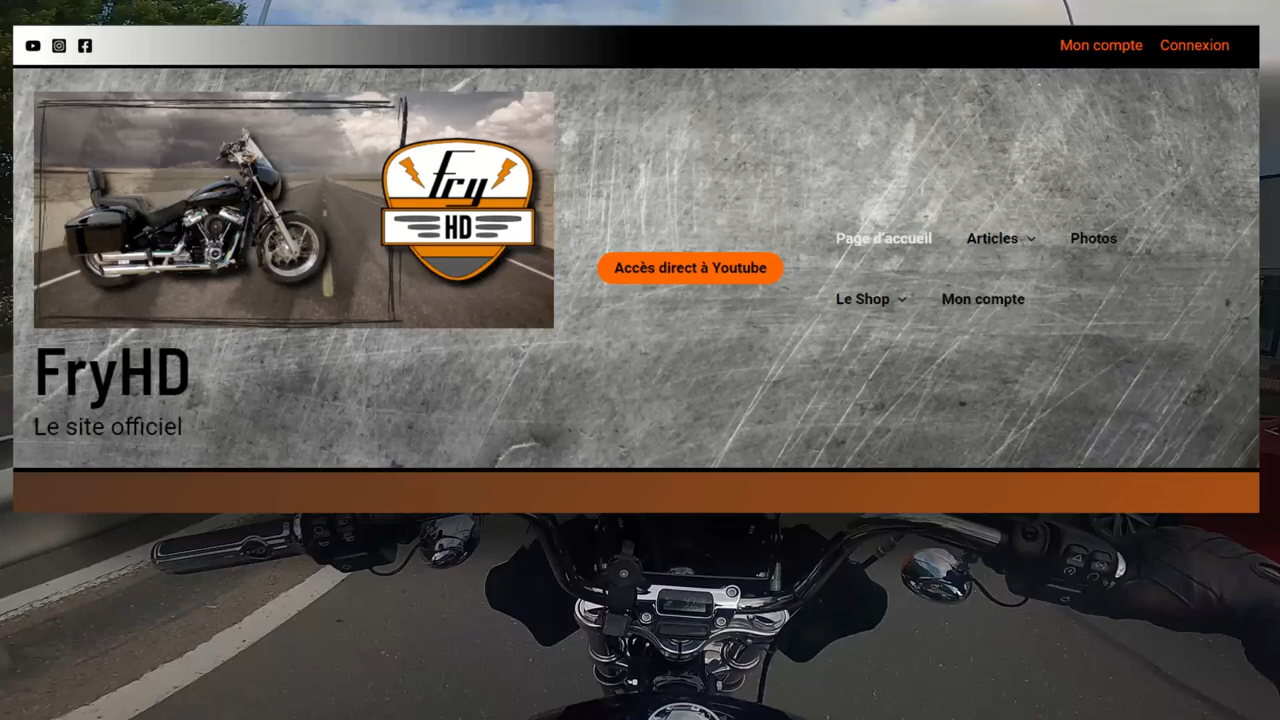 Mon compte Connexion
Fry
HD
Page d'accueil Articles Photos
Accès direct à Youtube
Le Shop Mon compte
FryHD
Le site officiel